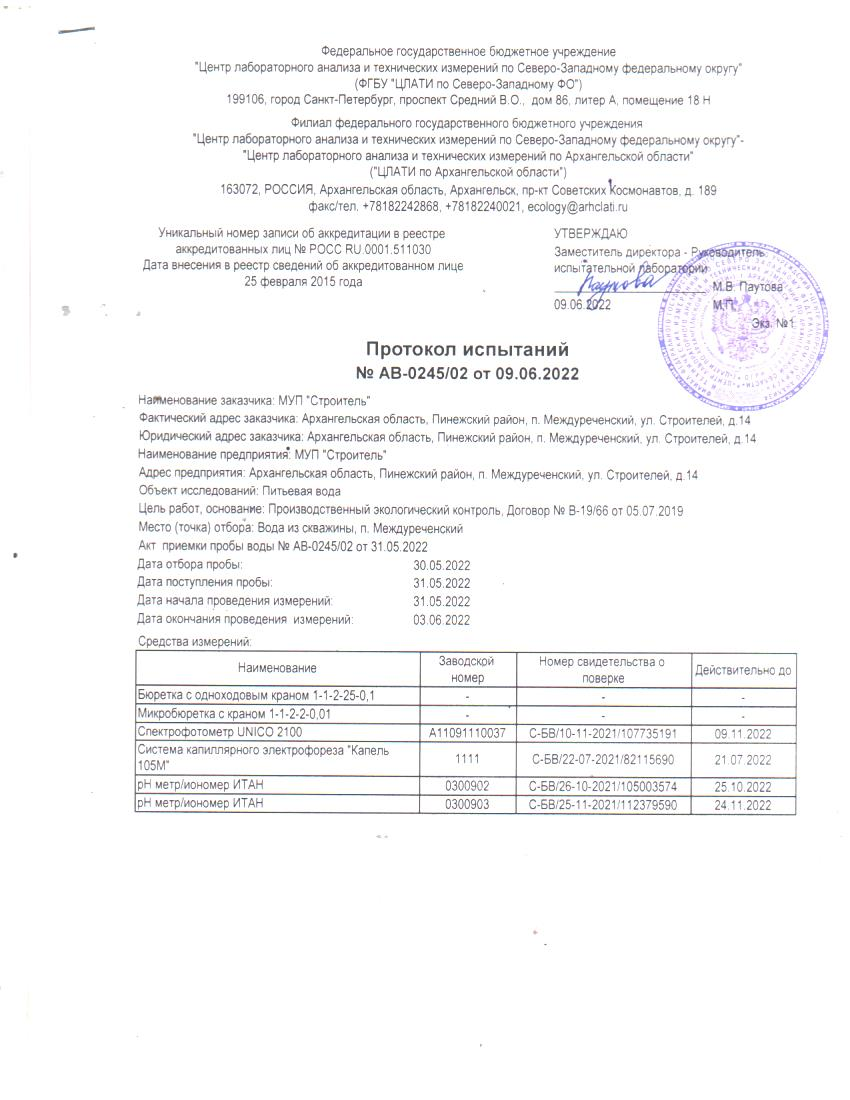 Федеральное государственное бюджетное учреждение
"Центр лабораторного анализа и технических измерений по Северо-Западному федеральному округу"
(ФГБУ "ЦЛАТИ по Северо-Западному ФО")
199106, город Санкт-Петербург, проспект Средний В.О., дом 86, литер А, помещение 18 Н
Филиал федерального государственного бюджетного учреждения
"Центр лабораторного анализа и технических измерений по Северо-Западному федеральному округу"-
"Центр лабораторного анализа и технических измерений по Архангельской области"
("ЦЛАТИ по Архангельской области")
163072, РОССИЯ, Архангельская область, Архангельск, пр-кт Советских Космонавтов, д. 189
факс/тел. +78182242868, +78182240021, ecology@arhclati.ru
Уникальный номер записи об аккредитации в реестре
аккредитованных лиц № РОСС RU.0001.511030
Дата внесения в реестр сведений об аккредитованном лице
25 февраля 2015 года
УТВЕРЖДАЮ
Заместитель директора - Руководитель
испытательной лаборатории
М.В. Паутова
09.06.2022 М.П.
Экз. №1
Протокол испытаний
№ АВ-0245/02 от 09.06.2022
Наименование заказчика: МУП "Строитель"
Фактический адрес заказчика: Архангельская область, Пинежский район, п. Междуреченский, ул. Строителей, д.14
Юридический адрес заказчика: Архангельская область, Пинежский район, п. Междуреченский, ул. Строителей, д.14
Наименование предприятия: МУП "Строитель"
Адрес предприятия: Архангельская область, Пинежский район, п. Междуреченский, ул. Строителей, д.14
Объект исследований: Питьевая вода
Цель работ, основание: Производственный экологический контроль, Договор № В-19/66 от 05.07.2019
Место (точка) отбора: Вода из скважины, п. Междуреченский
Акт приемки пробы воды № АВ-0245/02 от 31.05.2022
Дата отбора пробы: 30.05.2022
Дата поступления пробы: 31.05.2022
Дата начала проведения измерений: 31.05.2022
Дата окончания проведения измерений: 03.06.2022
Средства измерений:
Наименование Заводской номер Номер свидетельства о поверке Действительно до
Бюретка с одноходовым краном 1-1-2-25-0,1 - - -
Микробюретка с краном 1-1-2-2-0,01 - - -
Спектрофотометр UNICO 2100 А11091110037 С-БВ/10-11-2021/107735191 09.11.2022
Система капиллярного электрофореза "Капель 105М" 1111 С-БВ/22-07-2021/82115690 21.07.2022
pH метр/иономер ИТАН 0300902 С-БВ/26-10-2021/105003574 25.10.2022
pH метр/иономер ИТАН 0300903 С-БВ/25-11-2021/112379590 24.11.2022